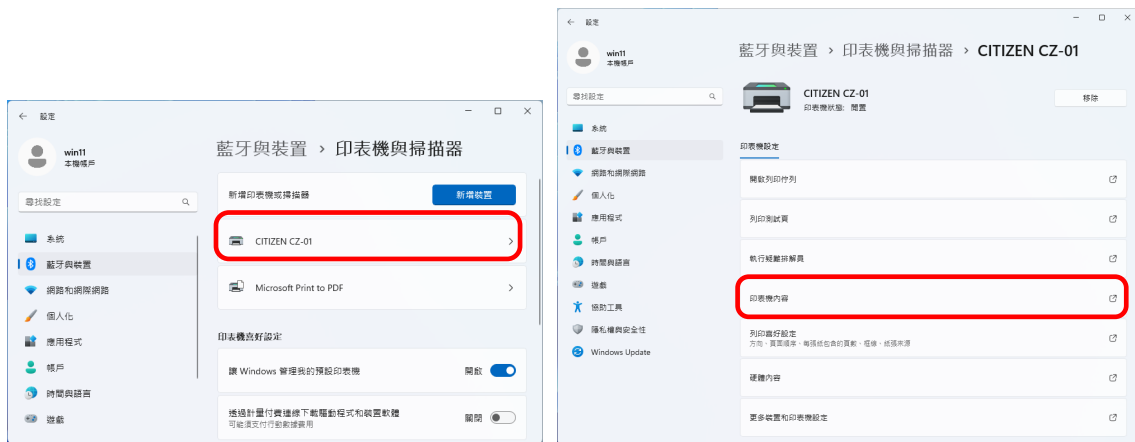 設定
win11
本機帳戶
尋找設定
系統
藍牙與裝置
網路和網際網路
個人化
應用程式
帳戶
時間與語言
遊戲
藍牙與裝置 › 印表機與掃描器
新增印表機或掃描器
新增裝置
CITIZEN CZ-01
Microsoft Print to PDF
印表機喜好設定
讓 Windows 管理我的預設印表機
開啟
透過計量付費連線下載驅動程式和裝置軟體
可能須支付行動數據費用
關閉
設定
win11
本機帳戶
尋找設定
系統
藍牙與裝置
網路和網際網路
個人化
應用程式
帳戶
時間與語言
遊戲
協助工具
隱私權與安全性
Windows Update
藍牙與裝置 › 印表機與掃描器 › CITIZEN CZ-01
CITIZEN CZ-01
印表機狀態: 閒置
移除
印表機設定
開啟列印佇列
列印測試頁
執行疑難排解員
印表機內容
列印喜好設定
方向、頁面順序、每張紙包含的頁數、框線、紙張來源
硬體內容
更多裝置和印表機設定